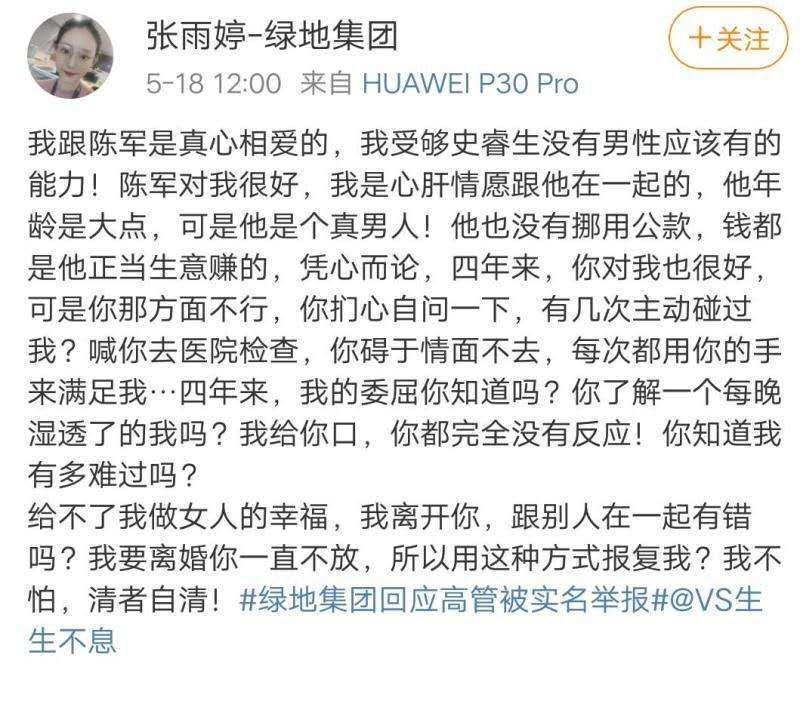 张雨婷-绿地集团
+关注
5-18 12:00 来自 HUAWEI P30 Pro
我跟陈军是真心相爱的，我受够史睿生没有男性应该有的
能力！陈军对我很好，我是心肝情愿跟他在一起的，他年
龄是大点，可是他是个真男人！他也没有挪用公款，钱都
是他正当生意赚的，凭心而论，四年来，你对我也很好，
可是你那方面不行，你扪心自问一下，有几次主动碰过
我？喊你去医院检查，你碍于情面不去，每次都用你的手
来满足我…四年来，我的委屈你知道吗？你了解一个每晚
湿透了的我吗？我给你口，你都完全没有反应！你知道我
有多难过吗？
给不了我做女人的幸福，我离开你，跟别人在一起有错
吗？我要离婚你一直不放，所以用这种方式报复我？我不
怕，清者自清！#绿地集团回应高管被实名举报#@VS生
生不息